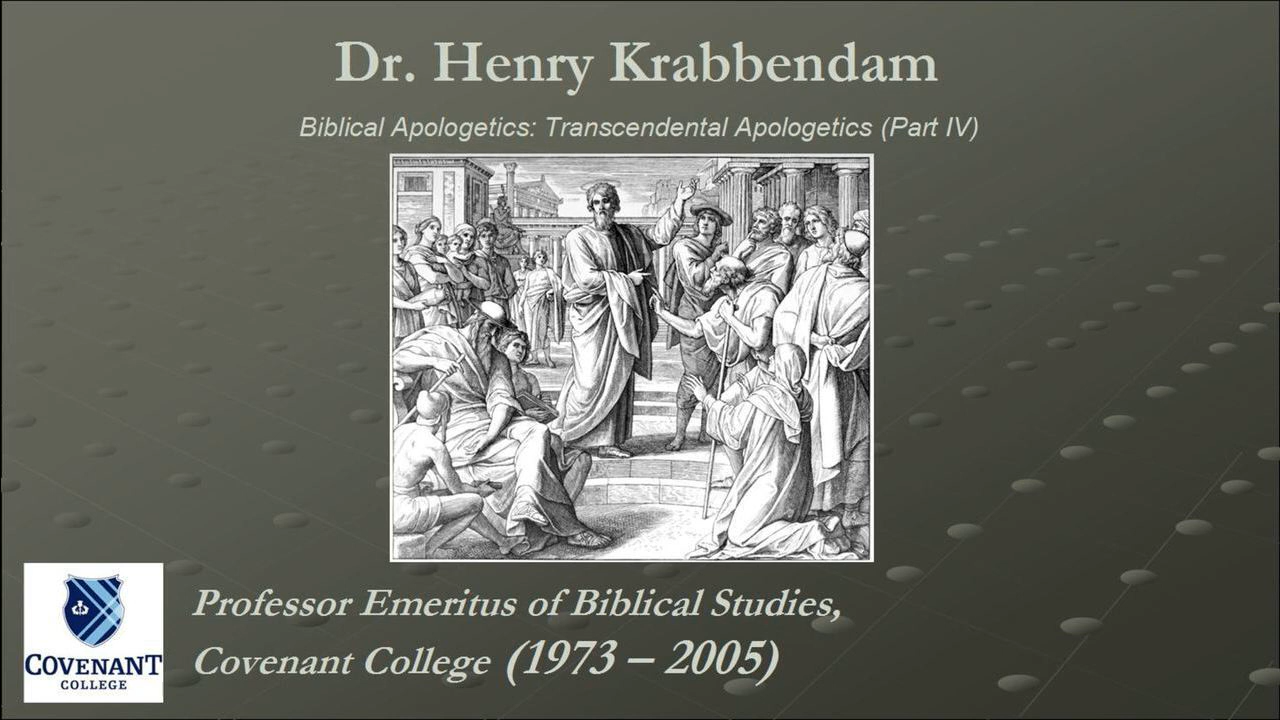 Dr. Henry Krabbendam
Biblical Apologetics: Transcendental Apologetics (Part IV)
COVENANT
COLLEGE
Professor Emeritus of Biblical Studies,
Covenant College (1973 – 2005)